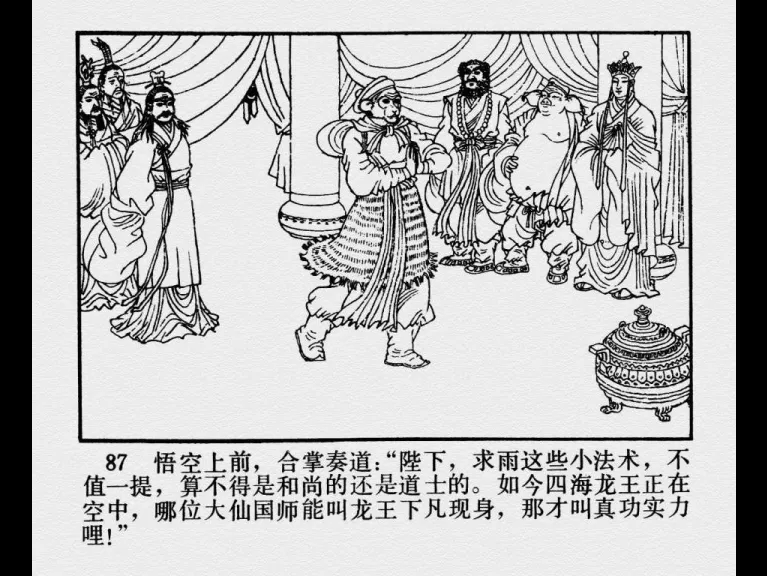 87 悟空上前，合掌奏道：“陛下，求雨这些小法术，不
值一提，算不得是和尚的还是道士的。如今四海龙王正在
空中，哪位大仙国师能叫龙王下凡现身，那才叫真功实力
哩！”